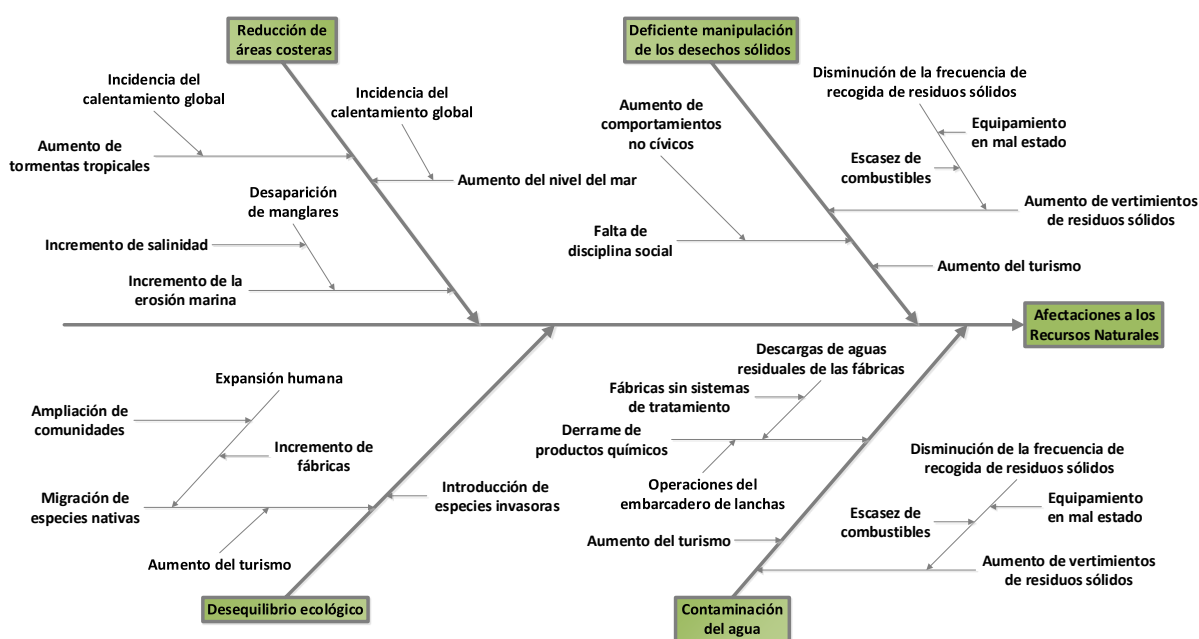 Reducción de
áreas costeras
Deficiente manipulación
de los desechos sólidos
Incidencia del
calentamiento global
Incidencia del
calentamiento global
Aumento de
tormentas tropicales
Aumento del nivel del mar
Desaparición
de manglares
Incremento de salinidad
Incremento de la
erosión marina
Aumento de
comportamientos
no cívicos
Disminución de la frecuencia de
recogida de residuos sólidos
Equipamiento
en mal estado
Escasez de
combustibles
Aumento de vertimientos
de residuos sólidos
Falta de
disciplina social
Aumento del turismo
Afectaciones a los
Recursos Naturales
Expansión humana
Ampliación de
comunidades
Incremento de
fábricas
Migración de
especies nativas
Introducción de
especies invasoras
Aumento del turismo
Desequilibrio ecológico
Descargas de aguas
residuales de las fábricas
Fábricas sin sistemas
de tratamiento
Derrame de
productos químicos
Operaciones del
embarcadero de lanchas
Aumento del turismo
Disminución de la frecuencia de
recogida de residuos sólidos
Equipamiento
en mal estado
Escasez de
combustibles
Aumento de vertimientos
de residuos sólidos
Contaminación
del agua